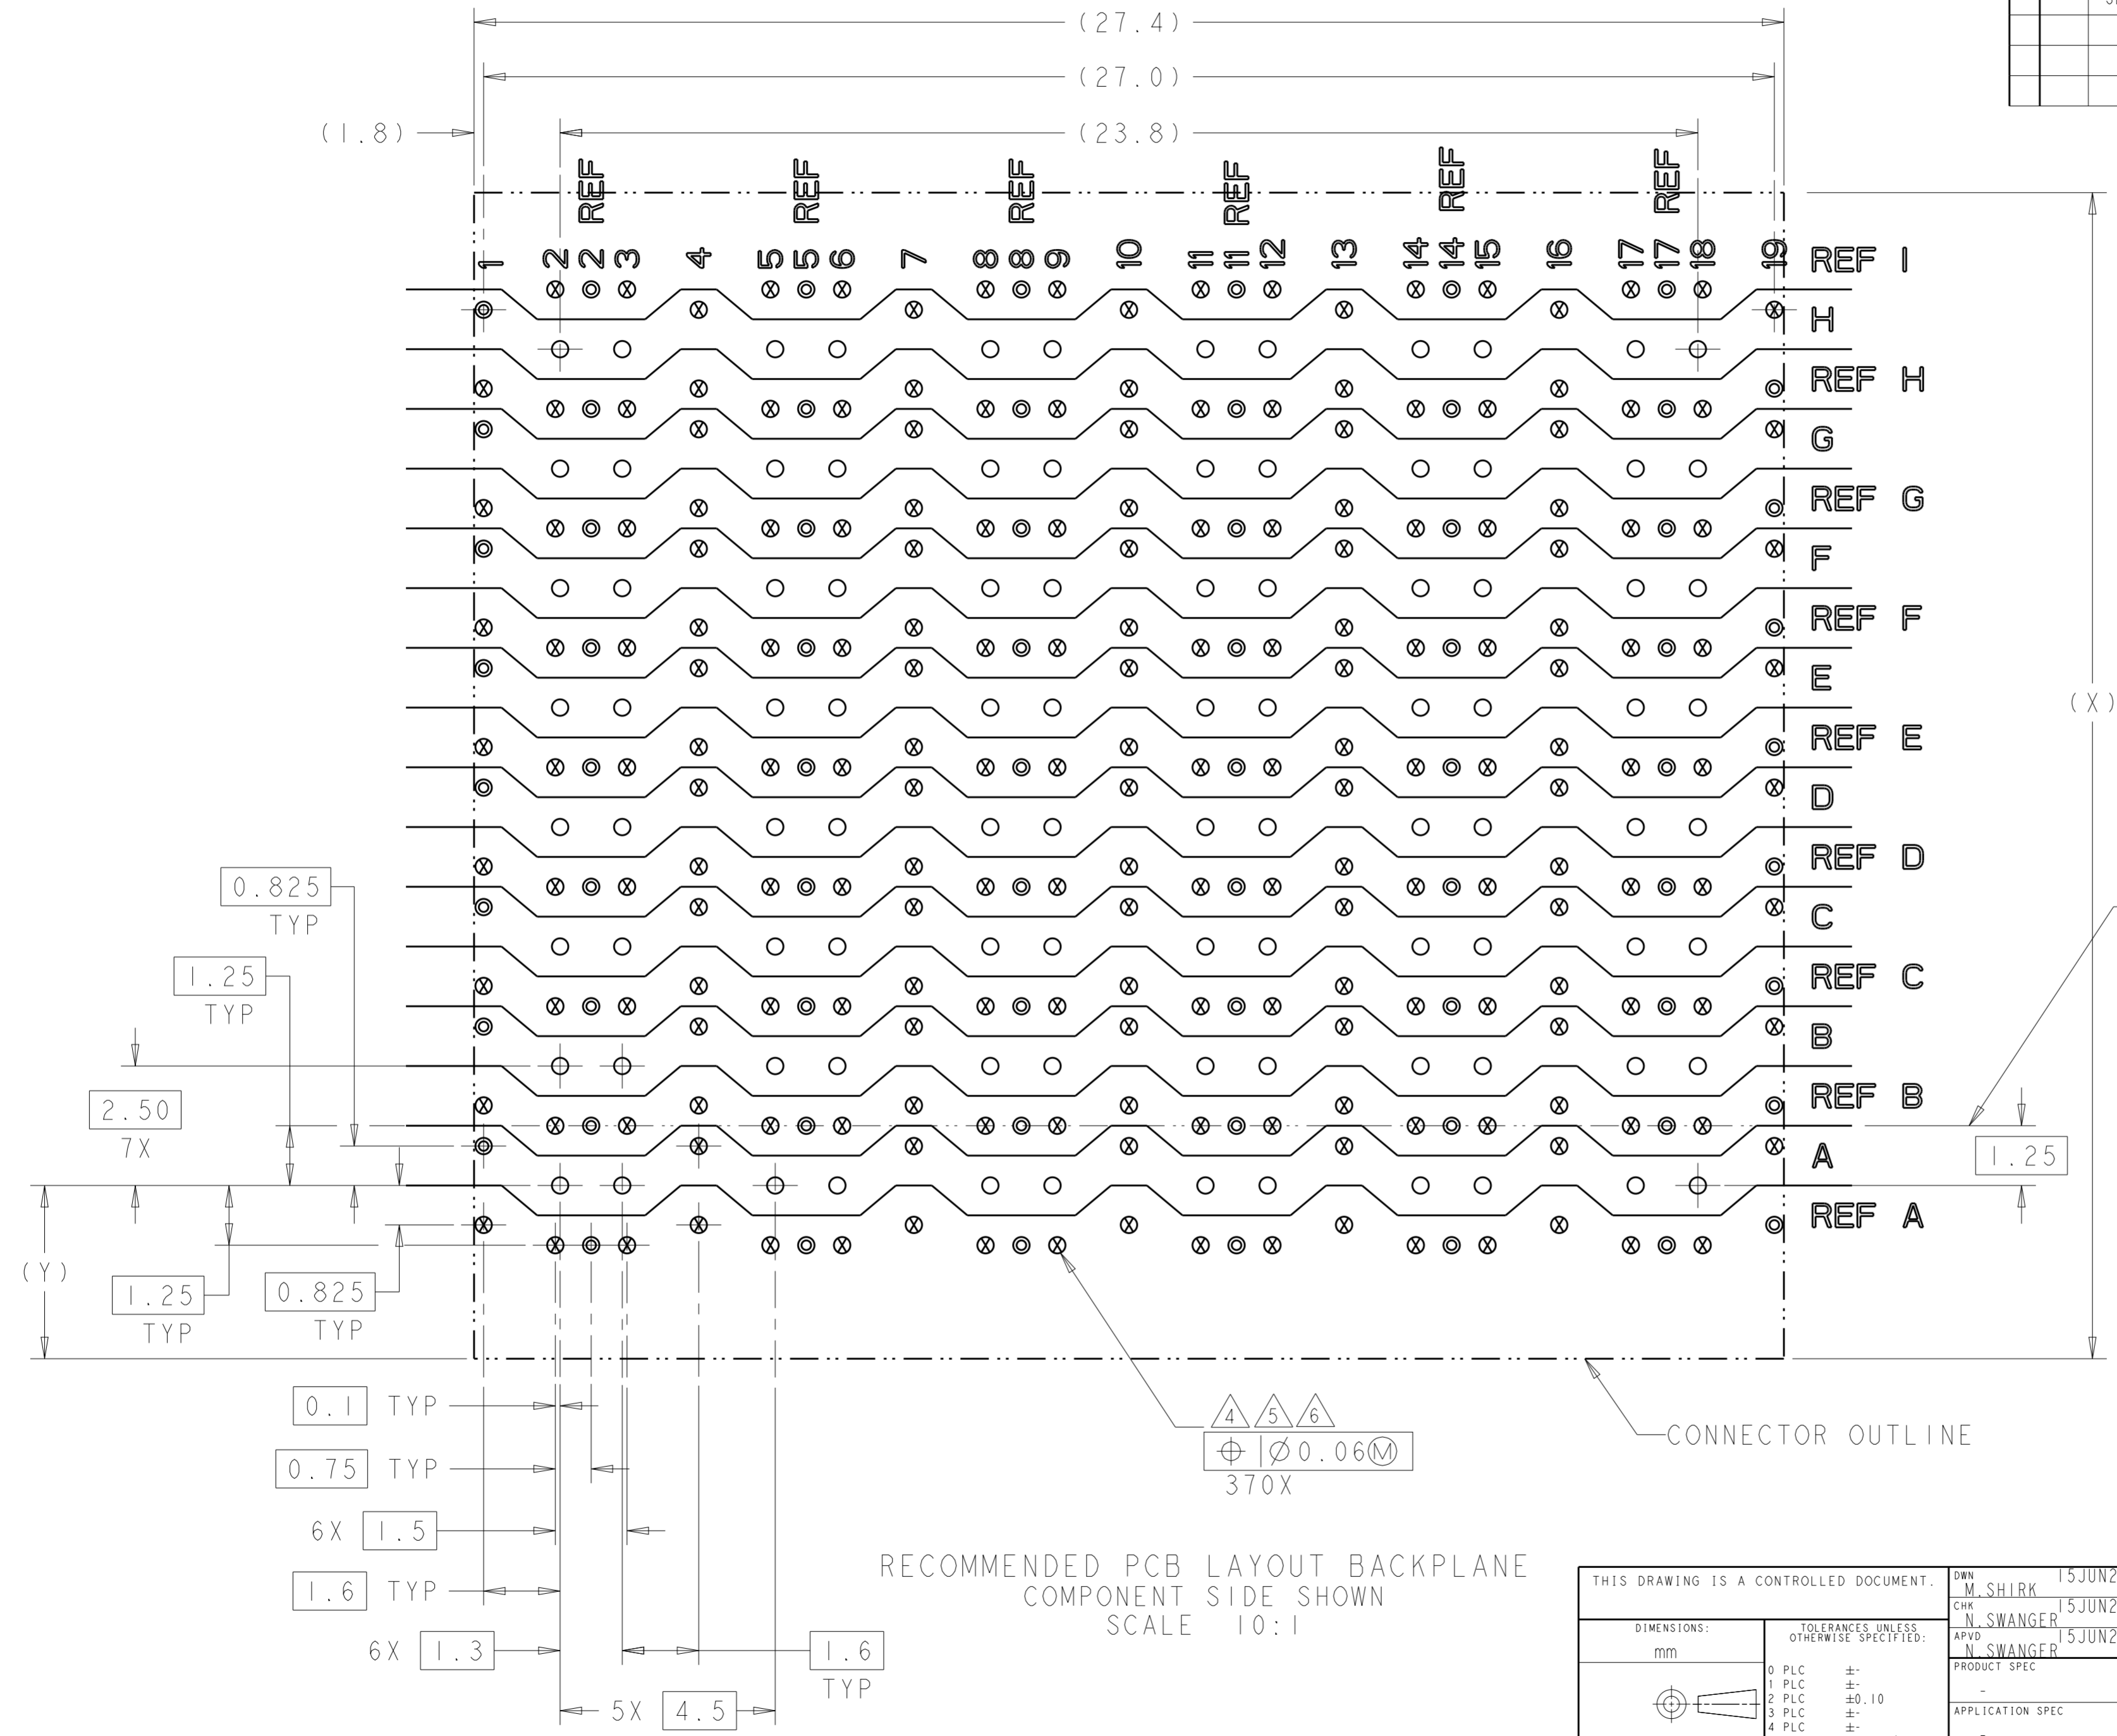 (27.4)
(27.0)
(1.8)
(23.8)
REF REF REF REF REF REF
1 2 2 3 4 5 5 6 7 8 8 9 10 11 11 12 13 14 14 15 16 17 17 18 19
REF I
H
REF H
G
REF G
F
REF F
E
(X)
REF E
D
REF D
C
REF C
B
REF B
A
REF A
0.825
TYP
1.25
TYP
2.50
7X
1.25
(Y)
1.25
TYP
0.825
TYP
0.1 TYP
0.75 TYP
6X 1.5
1.6 TYP
6X 1.3
1.6
TYP
5X 4.5
4 5 6
⌖ Ø0.06Ⓜ
370X
CONNECTOR OUTLINE
RECOMMENDED PCB LAYOUT BACKPLANE
COMPONENT SIDE SHOWN
SCALE 10:1
THIS DRAWING IS A CONTROLLED DOCUMENT.
DIMENSIONS:
mm
TOLERANCES UNLESS
OTHERWISE SPECIFIED:
0 PLC ±-
1 PLC ±-
2 PLC ±0.10
3 PLC ±-
4 PLC ±-
DWN 15JUN2
M.SHIRK
CHK 15JUN2
N.SWANGER
APVD 15JUN2
N.SWANGER
PRODUCT SPEC
-
APPLICATION SPEC